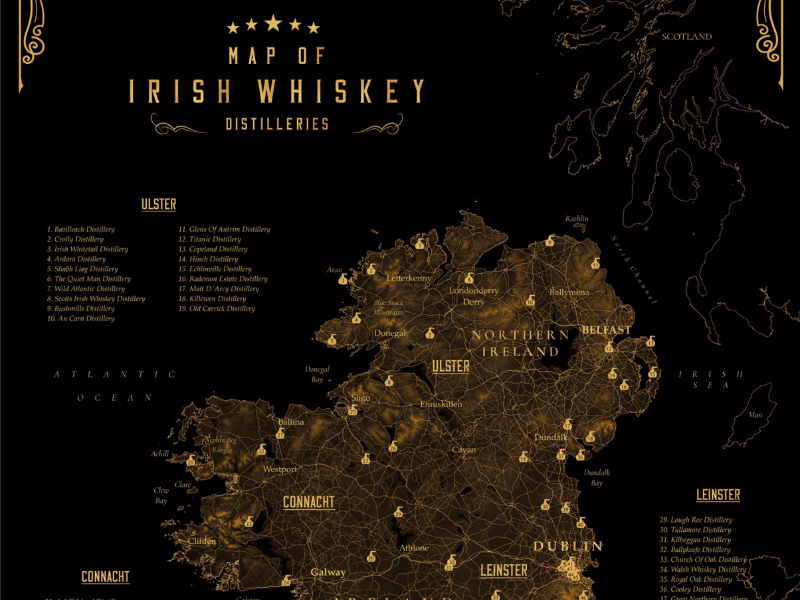 MAP OF
IRISH WHISKEY
DISTILLERIES
SCOTLAND
ULSTER
1. Baoilleach Distillery
2. Crolly Distillery
3. Irish Whitetail Distillery
4. Ardara Distillery
5. Sliabh Liag Distillery
6. The Quiet Man Distillery
7. Wild Atlantic Distillery
8. Scotts Irish Whiskey Distillery
9. Bushmills Distillery
10. An Carn Distillery
11. Glens Of Antrim Distillery
12. Titanic Distillery
13. Copeland Distillery
14. Hinch Distillery
15. Echlinville Distillery
16. Rademon Estate Distillery
17. Matt D'Arcy Distillery
18. Killowen Distillery
19. Old Carrick Distillery
Rathlin
North Channel
Aran
Letterkenny
Londonderry
Derry
Ballymena
Blue Stack
Mountains
Donegal
NORTHERN
IRELAND
BELFAST
ULSTER
Donegal
Bay
ATLANTIC
OCEAN
IRISH
SEA
Man
Sligo
Enniskillen
Ballina
Nephin Beg
Range
Dundalk
Cavan
Achill
Westport
Dundalk
Bay
Clare
Clew
Bay
CONNACHT
LEINSTER
29. Lough Ree Distillery
30. Tullamore Distillery
31. Kilbeggan Distillery
32. Ballykeefe Distillery
33. Church Of Oak Distillery
34. Walsh Whiskey Distillery
35. Royal Oak Distillery
36. Cooley Distillery
37. Great Northern Distillery
Clifden
Athlone
DUBLIN
Galway
LEINSTER
CONNACHT
IRELAND